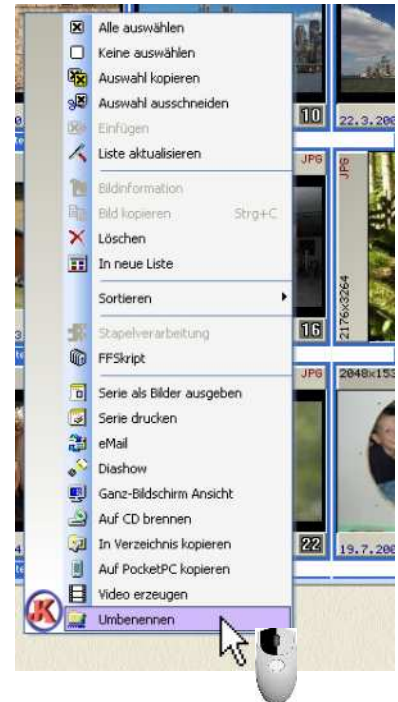 Alle auswählen
Keine auswählen
Auswahl kopieren
Auswahl ausschneiden
Einfügen
Liste aktualisieren
Bildinformation
Bild kopieren Strg+C
Löschen
In neue Liste
Sortieren
Stapelverarbeitung
FFSkript
Serie als Bilder ausgeben
Serie drucken
eMail
Diashow
Ganz-Bildschirm Ansicht
Auf CD brennen
In Verzeichnis kopieren
Auf PocketPC kopieren
Video erzeugen
Umbenennen
JK
10
22.3.200
JPG
JPG
2176x3264
16
JPG
2048x153
22
19.7.200